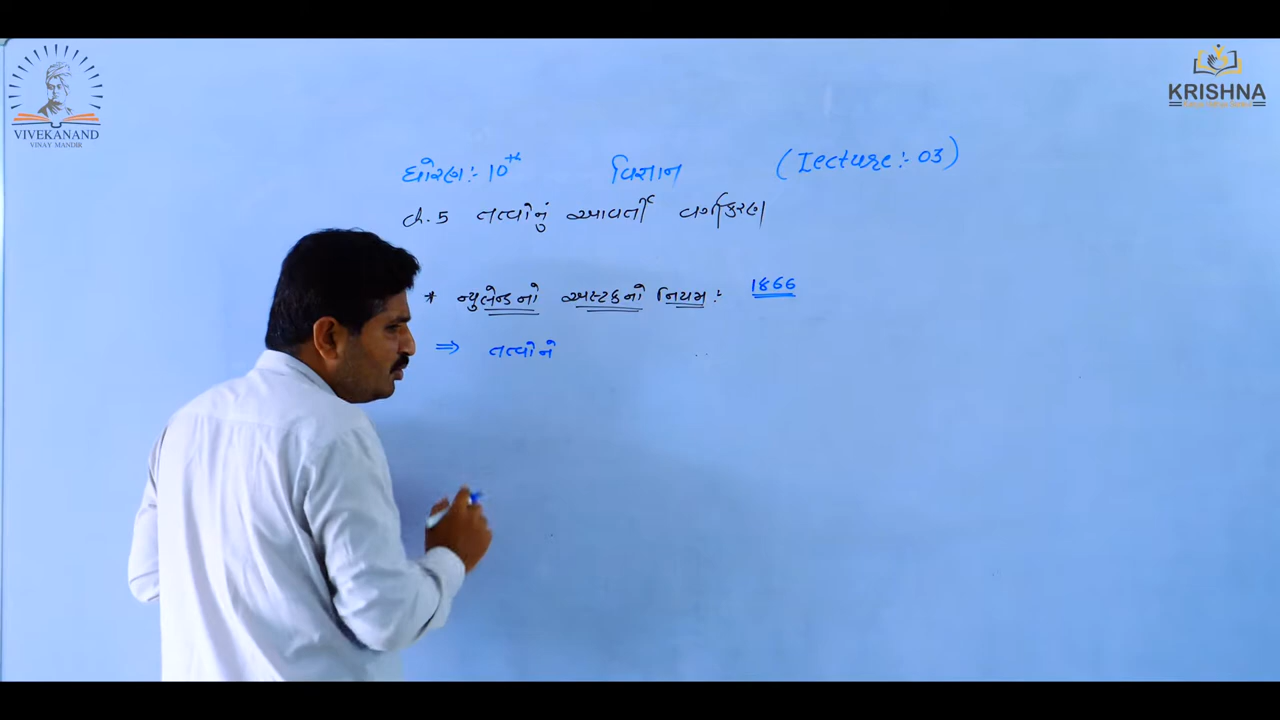 VIVEKANAND
VINAY MANDIR
KRISHNA
ધોરણ :- 10th વિજ્ઞાન (Lecture :- 03)
ch. 5 તત્વોનું આવર્તી વર્ગીકરણ
* ન્યુલેન્ડનો અષ્ટકનો નિયમ :- 1866
⇒ તત્વોને